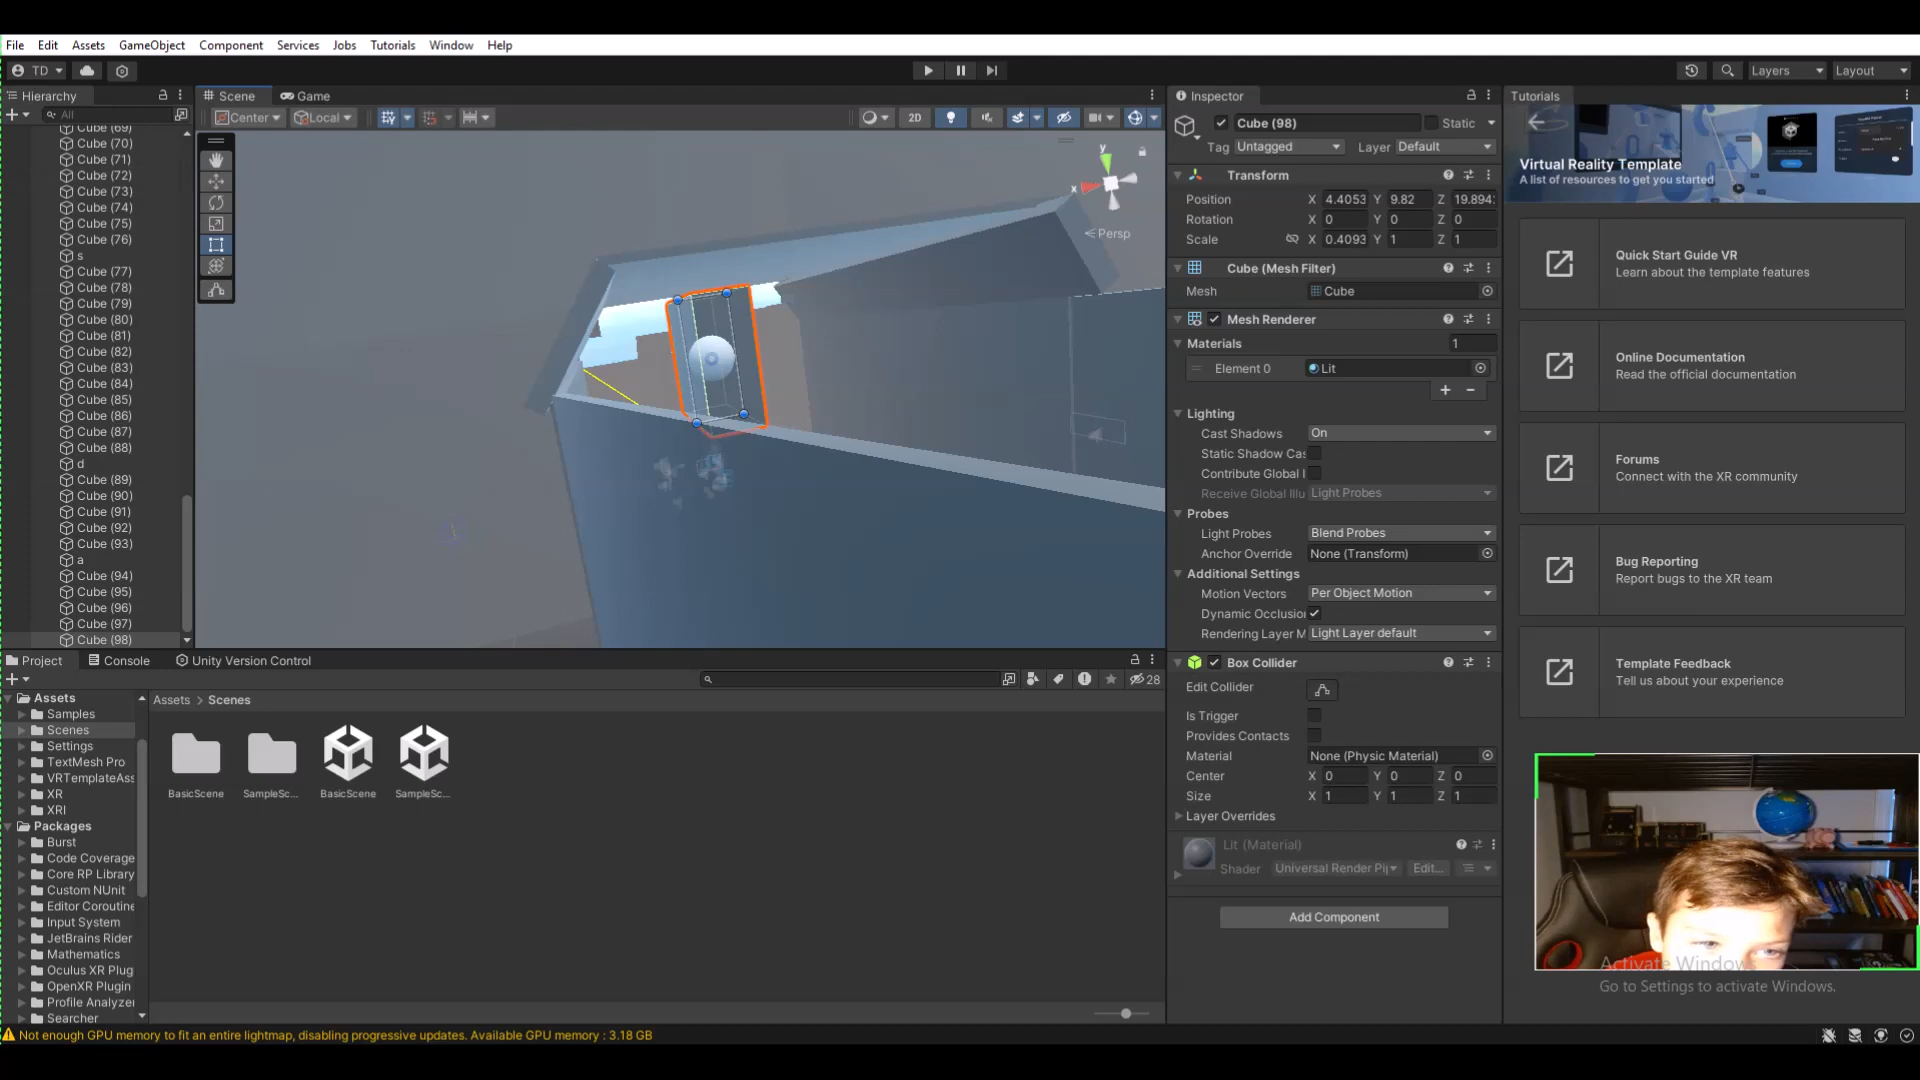 File Edit Assets GameObject Component Services Jobs Tutorials Window Help
TD Layers Layout
Hierarchy
All
Cube (69)
Cube (70)
Cube (71)
Cube (72)
Cube (73)
Cube (74)
Cube (75)
Cube (76)
s
Cube (77)
Cube (78)
Cube (79)
Cube (80)
Cube (81)
Cube (82)
Cube (83)
Cube (84)
Cube (85)
Cube (86)
Cube (87)
Cube (88)
d
Cube (89)
Cube (90)
Cube (91)
Cube (92)
Cube (93)
a
Cube (94)
Cube (95)
Cube (96)
Cube (97)
Cube (98)
Scene Game
Center Local 2D
y
x
Persp
Inspector
Cube (98) Static
Tag Untagged Layer Default
Transform
Position X 4.4053 Y 9.82 Z 19.894
Rotation X 0 Y 0 Z 0
Scale X 0.4093 Y 1 Z 1
Cube (Mesh Filter)
Mesh Cube
Mesh Renderer
Materials 1
Element 0 Lit
Lighting
Cast Shadows On
Static Shadow Cas
Contribute Global I
Receive Global Illu Light Probes
Probes
Light Probes Blend Probes
Anchor Override None (Transform)
Additional Settings
Motion Vectors Per Object Motion
Dynamic Occlusio
Rendering Layer M Light Layer default
Box Collider
Edit Collider
Is Trigger
Provides Contacts
Material None (Physic Material)
Center X 0 Y 0 Z 0
Size X 1 Y 1 Z 1
Layer Overrides
Lit (Material)
Shader Universal Render Pip Edit...
Add Component
Tutorials
Virtual Reality Template
A list of resources to get you started
Quick Start Guide VR
Learn about the template features
Online Documentation
Read the official documentation
Forums
Connect with the XR community
Bug Reporting
Report bugs to the XR team
Template Feedback
Tell us about your experience
Activate Windows
Go to Settings to activate Windows.
Project Console Unity Version Control
28
Assets
Samples
Scenes
Settings
TextMesh Pro
VRTemplateAss
XR
XRI
Packages
Burst
Code Coverage
Core RP Library
Custom NUnit
Editor Coroutine
Input System
JetBrains Rider
Mathematics
Oculus XR Plug
OpenXR Plugin
Profile Analyzer
Searcher
Assets > Scenes
BasicScene SampleSc... BasicScene SampleSc...
Not enough GPU memory to fit an entire lightmap, disabling progressive updates. Available GPU memory : 3.18 GB